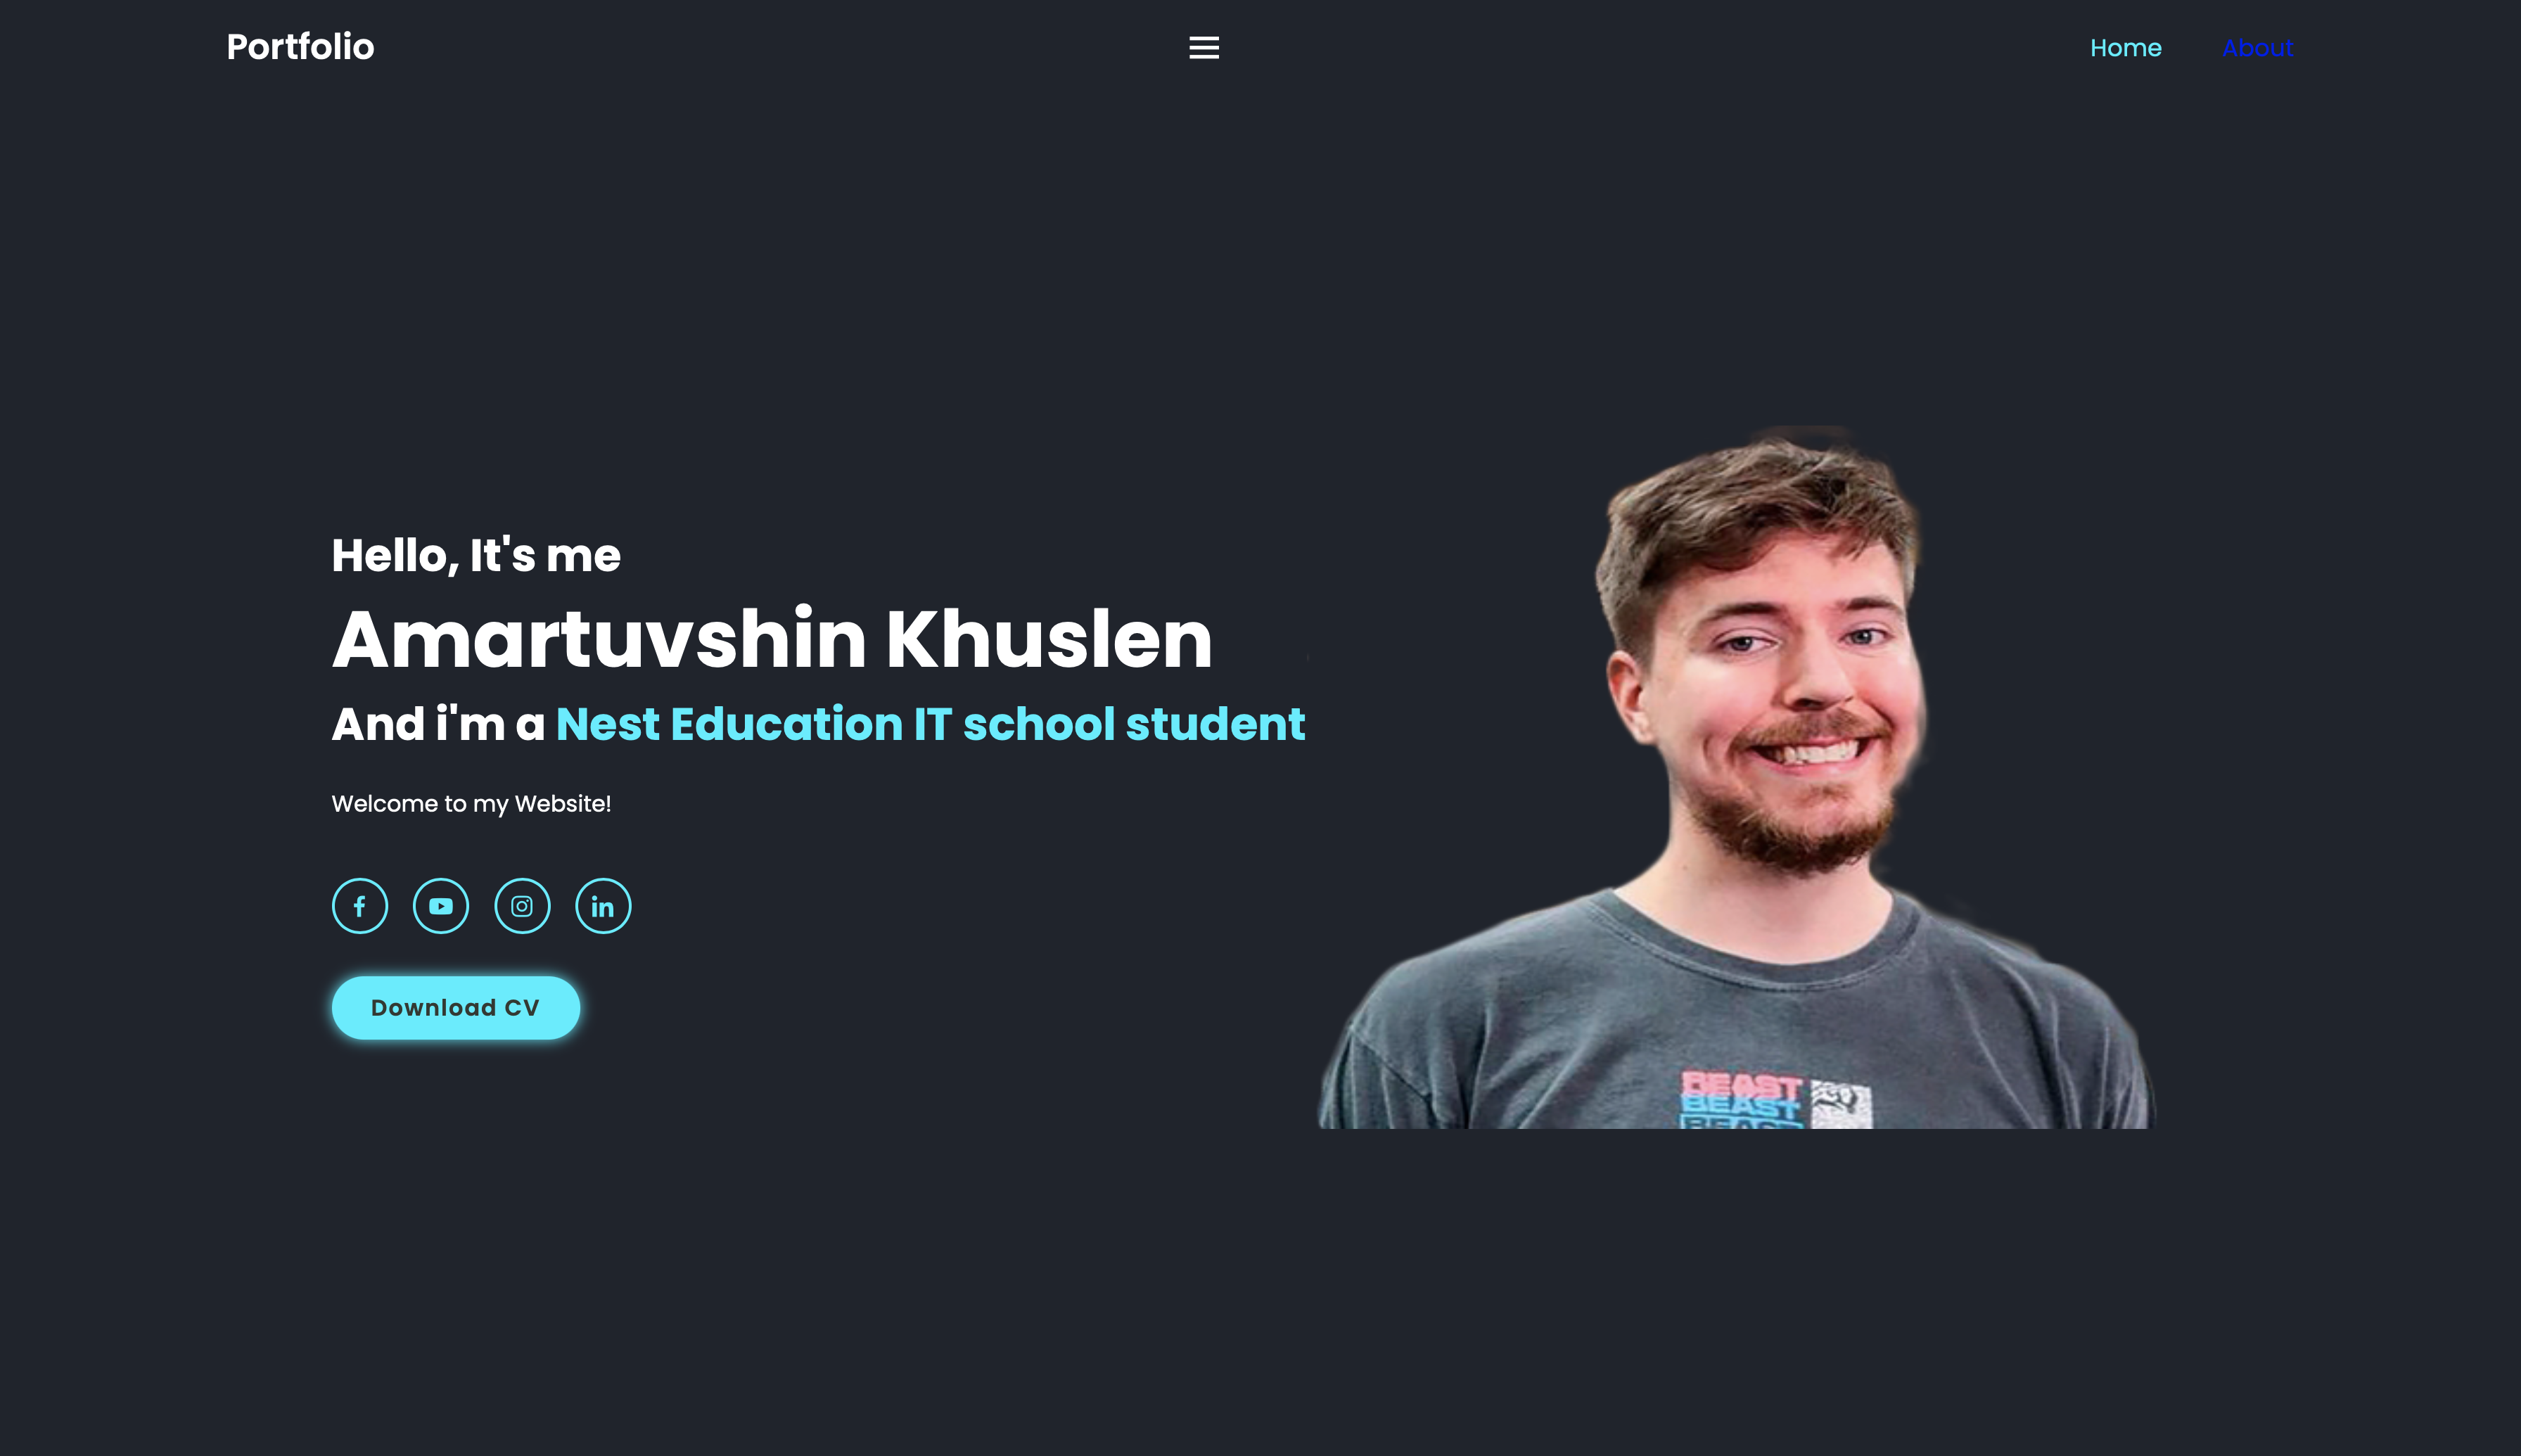 Portfolio
Home
About
Hello, It's me
Amartuvshin Khuslen
And i'm a Nest Education IT school student
Welcome to my Website!
Download CV
BEAST
BEAST
BEAST